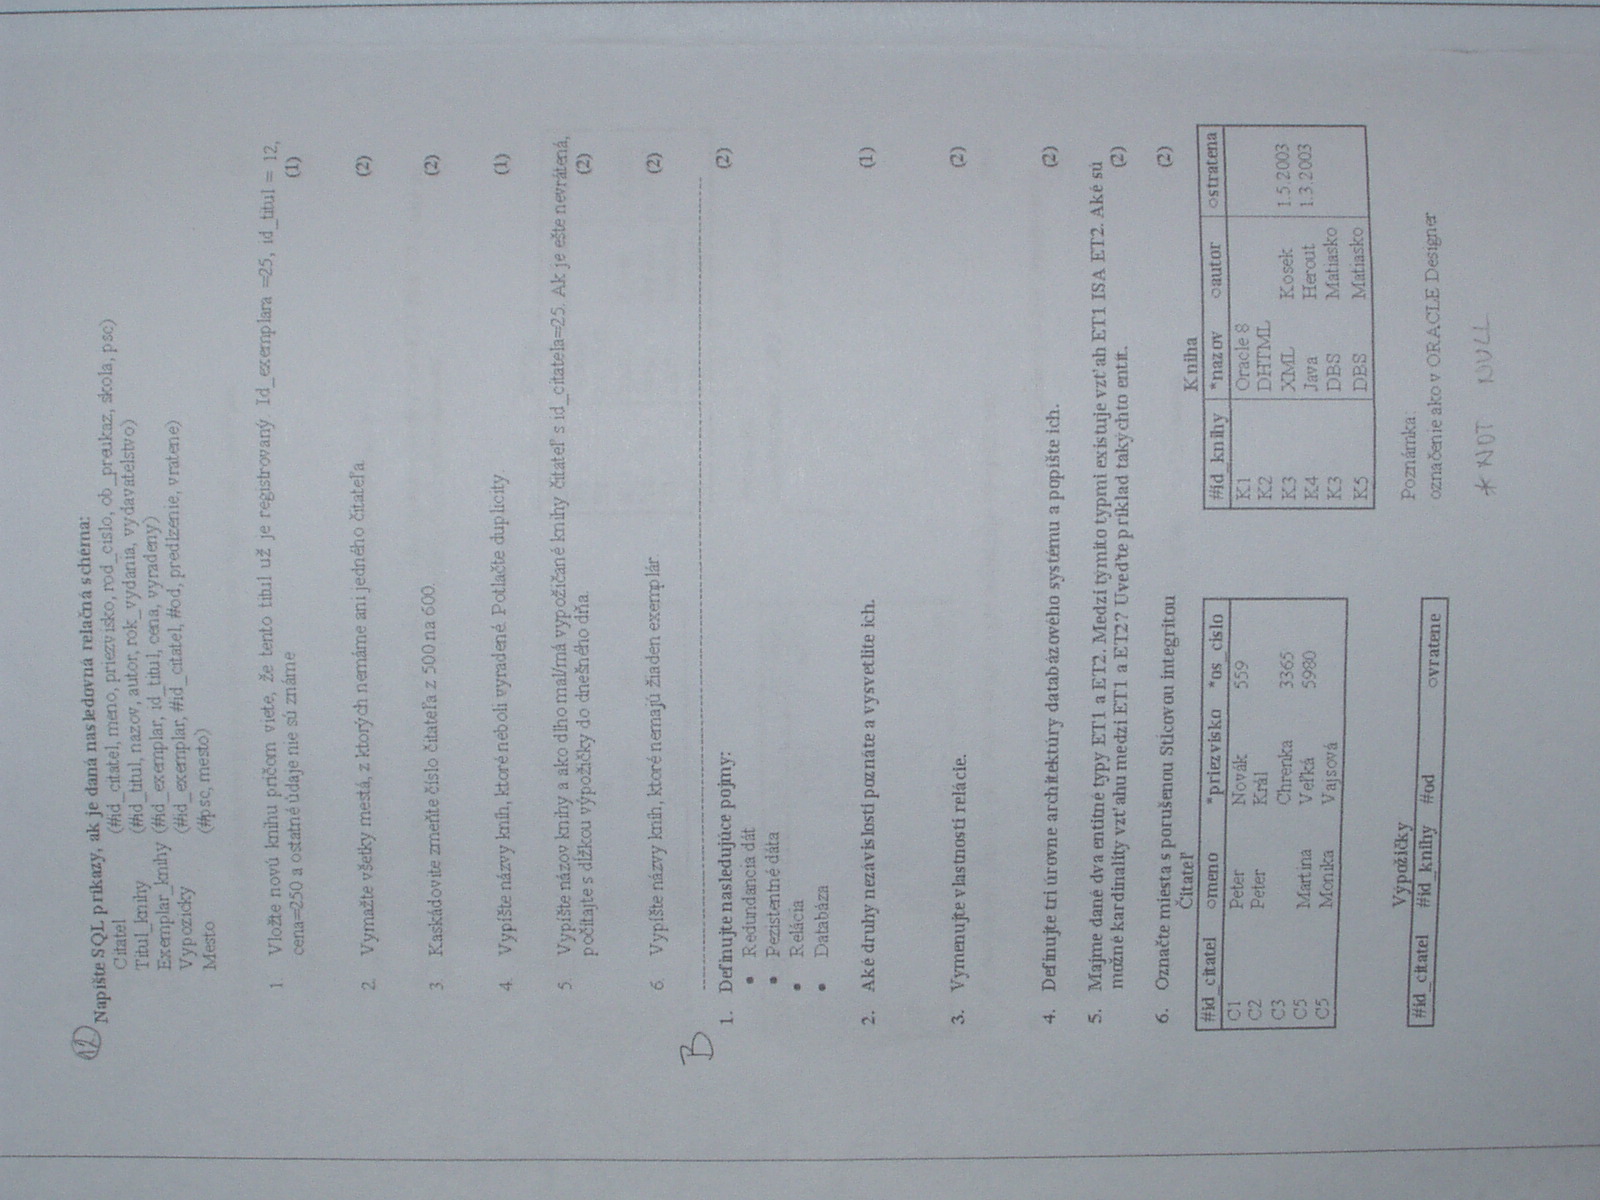 12
Napíšte SQL príkazy, ak je daná nasledovná relačná schéma:
Citatel (#id_citatel, meno, priezvisko, rod_cislo, ob_preukaz, skola, psc)
Titul_knihy (#id_titul, nazov, autor, rok_vydania, vydavatelstvo)
Exemplar_knihy (#id_exemplar, id_titul, cena, vyradeny)
Vypozicky (#id_exemplar, #id_citatel, #od, predlzenie, vratene)
Mesto (#psc, mesto)
1 Vložte novú knihu pričom viete, že tento titul už je registrovaný Id_exemplara =25, id_titul = 12,
cena=250 a ostatné údaje nie sú známe (1)
2. Vymažte všetky mestá, z ktorých nemáme ani jedného čitateľa. (2)
3. Kaskádovite zmeňte číslo čitateľa z 500 na 600. (2)
4. Vypíšte názvy kníh, ktoré neboli vyradené. Potlačte duplicity. (1)
5. Vypíšte názov knihy a ako dlho mal/má vypožičané knihy čitateľ s id_citatela=25. Ak je ešte nevrátená,
počítajte s dĺžkou výpožičky do dnešného dňa. (2)
6. Vypíšte názvy kníh, ktoré nemajú žiaden exemplár. (2)
B
1. Definujte nasledujúce pojmy: (2)
• Redundancia dát
• Pezistentné dáta
• Relácia
• Databáza
2. Aké druhy nezávislosti poznáte a vysvetlite ich. (1)
3. Vymenujte vlastnosti relácie. (2)
4. Definujte tri úrovne architektúry databázového systému a popíšte ich. (2)
5. Majme dané dva entitné typy ET1 a ET2. Medzi týmito typmi existuje vzťah ET1 ISA ET2. Aké sú
možné kardinality vzťahu medzi ET1 a ET2? Uveďte príklad takýchto entít. (2)
6. Označte miesta s porušenou Sticovou integritou (2)
Čitateľ
#id_citatel ○meno *priezvisko *os_cislo
C1 Peter Novák 559
C2 Peter Král
C3 Chrenka 3365
C5 Martina Veľká 5980
C5 Monika Vajsová
Kniha
#id_knihy *nazov ○autor ○stratena
K1 Oracle 8
K2 DHTML
K3 XML Kosek 1.5.2003
K4 Java Herout 1.3.2003
K3 DBS Matiasko
K5 DBS Matiasko
Výpožičky
#id_citatel #id_knihy #od ○vratene
Poznámka:
označenie ako v ORACLE Designer
* NOT NULL